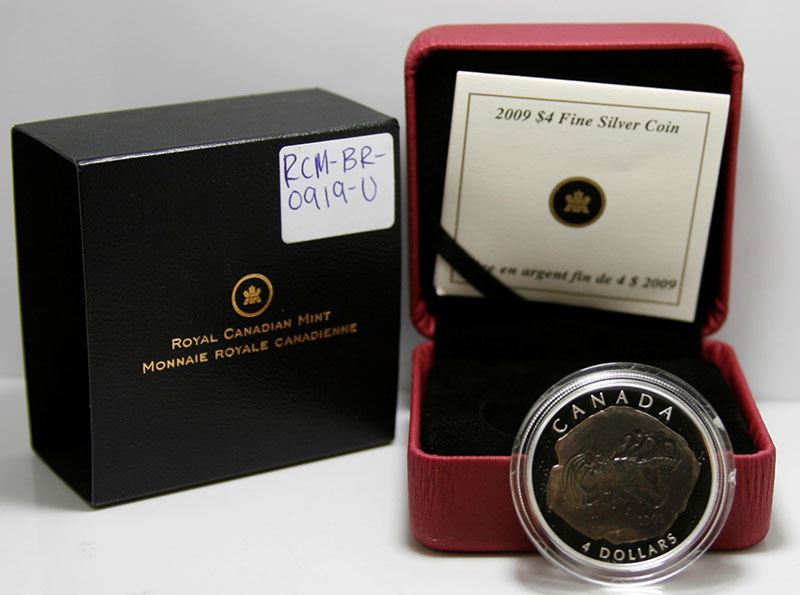 RCM-BR-
0919-U
ROYAL CANADIAN MINT
MONNAIE ROYALE CANADIENNE
2009 $4 Fine Silver Coin
en argent fin de 4 $ 2009
CANADA
4 DOLLARS